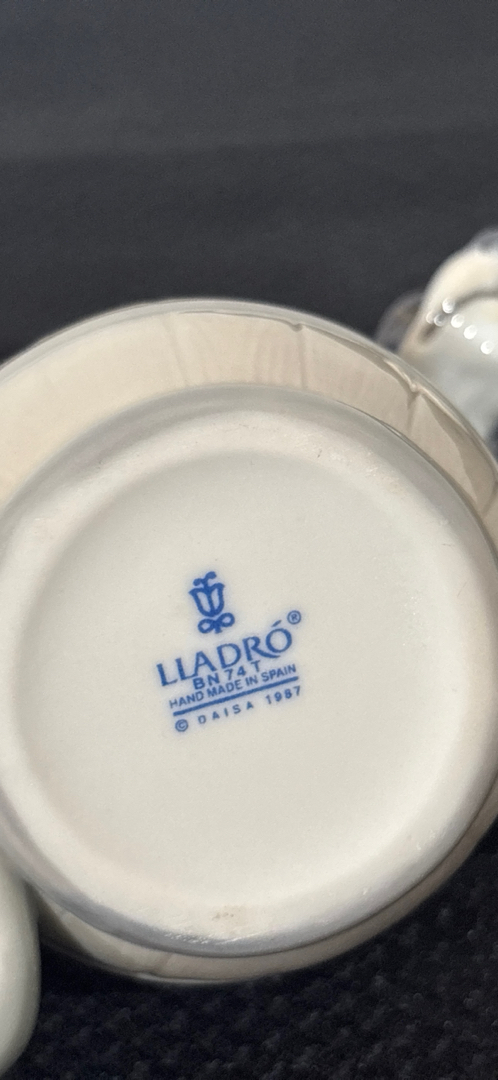 LLADRÓ®
BN 74 T
HAND MADE IN SPAIN
© DAISA 1987